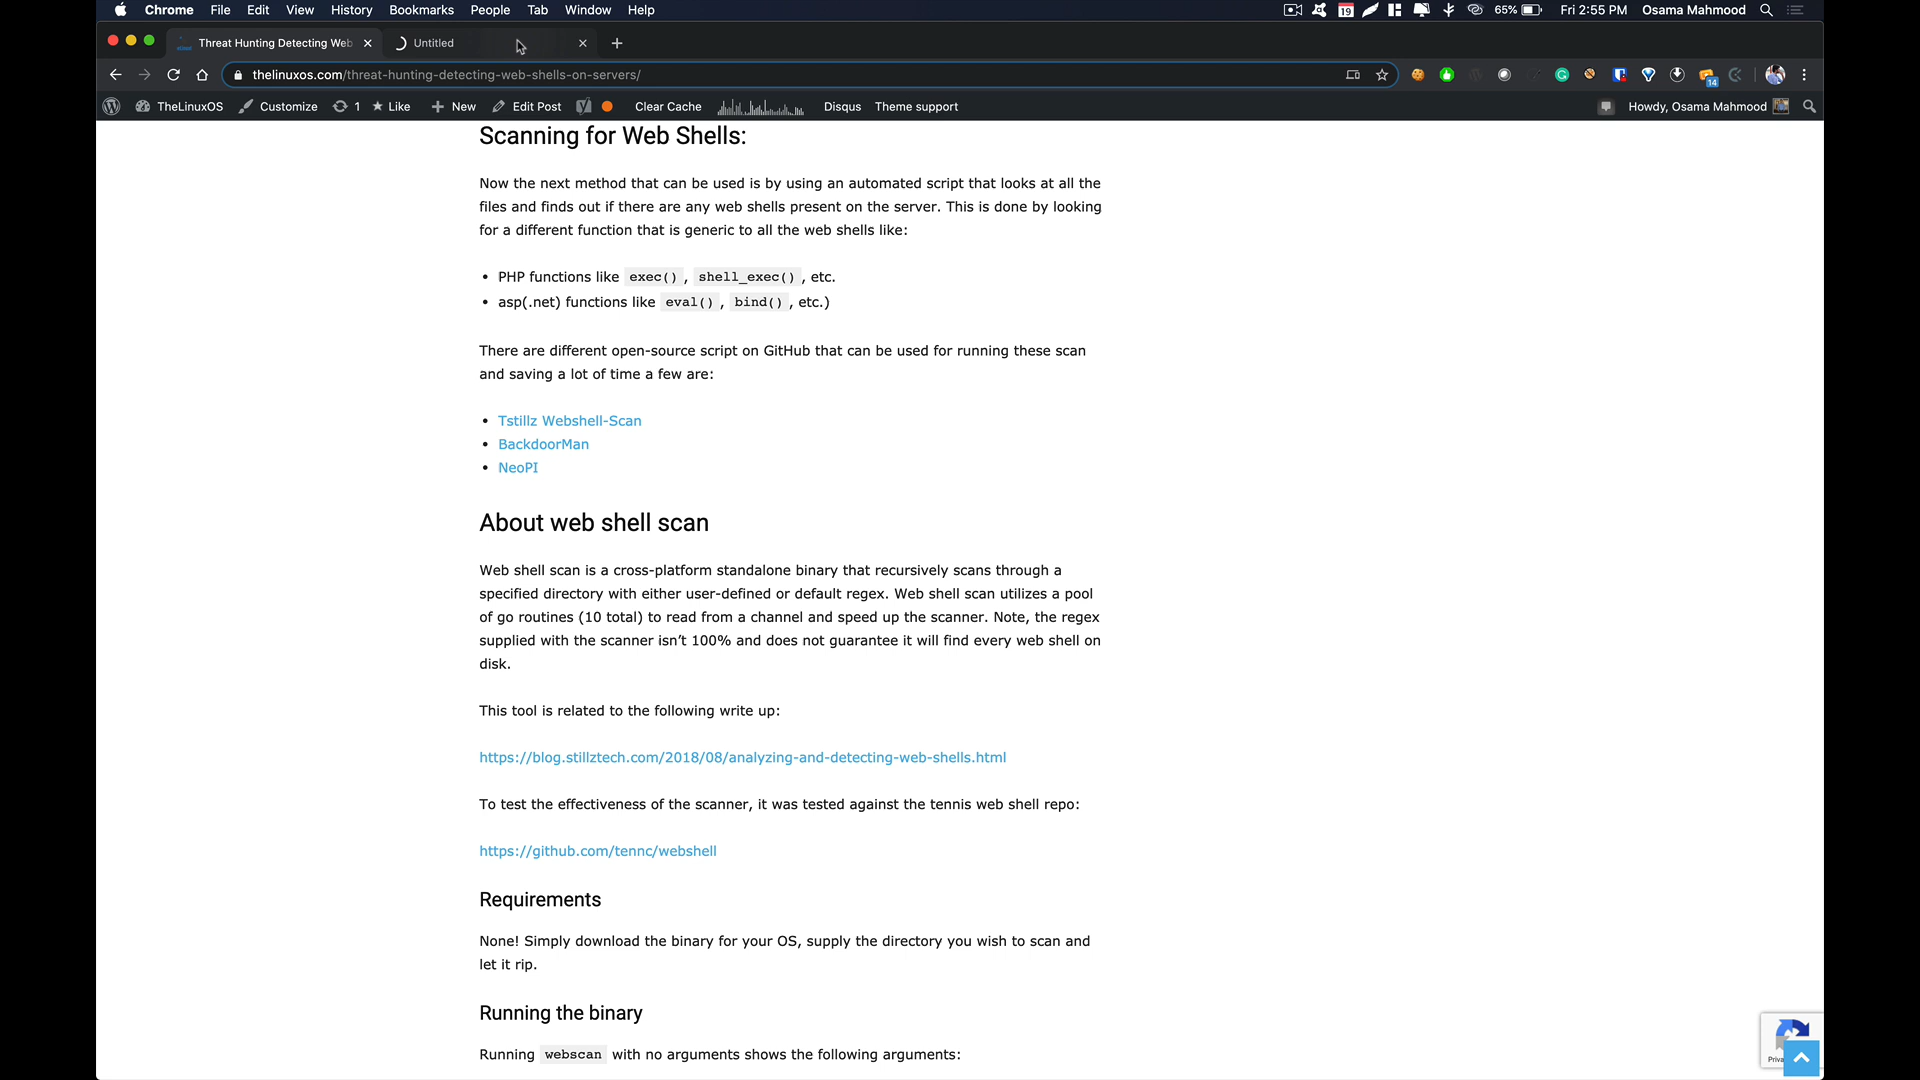 Chrome File Edit View History Bookmarks People Tab Window Help 19 65% Fri 2:55 PM Osama Mahmood
Threat Hunting Detecting Web Untitled
thelinuxos.com/threat-hunting-detecting-web-shells-on-servers/ 14
TheLinuxOS Customize 1 Like New Edit Post Clear Cache Disqus Theme support Howdy, Osama Mahmood
Scanning for Web Shells:
Now the next method that can be used is by using an automated script that looks at all the
files and finds out if there are any web shells present on the server. This is done by looking
for a different function that is generic to all the web shells like:
• PHP functions like exec() , shell_exec() , etc.
• asp(.net) functions like eval() , bind() , etc.)
There are different open-source script on GitHub that can be used for running these scan
and saving a lot of time a few are:
• Tstillz Webshell-Scan
• BackdoorMan
• NeoPI
About web shell scan
Web shell scan is a cross-platform standalone binary that recursively scans through a
specified directory with either user-defined or default regex. Web shell scan utilizes a pool
of go routines (10 total) to read from a channel and speed up the scanner. Note, the regex
supplied with the scanner isn’t 100% and does not guarantee it will find every web shell on
disk.
This tool is related to the following write up:
https://blog.stillztech.com/2018/08/analyzing-and-detecting-web-shells.html
To test the effectiveness of the scanner, it was tested against the tennis web shell repo:
https://github.com/tennc/webshell
Requirements
None! Simply download the binary for your OS, supply the directory you wish to scan and
let it rip.
Running the binary
Running webscan with no arguments shows the following arguments: